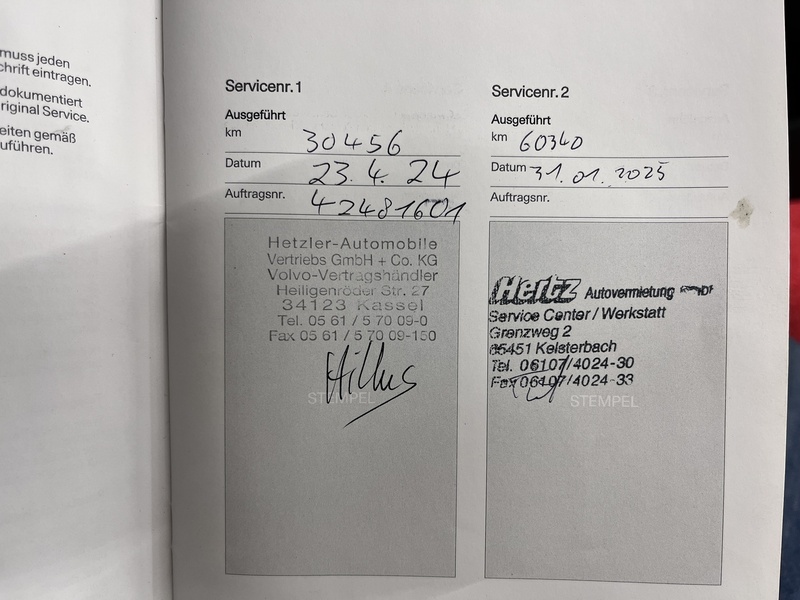 muss jeden
chrift eintragen.
dokumentiert
riginal Service.
eiten gemäß
uführen.
Servicenr. 1
Ausgeführt
km 30456
Datum 23. 4. 24
Auftragsnr. 42481601
Hetzler-Automobile
Vertriebs GmbH + Co. KG
Volvo-Vertragshändler
Heiligenröder Str. 27
34123 Kassel
Tel. 05 61 / 5 70 09-0
Fax 05 61 / 5 70 09-150
STEMPEL
Servicenr. 2
Ausgeführt
km 60340
Datum 31. 01. 2025
Auftragsnr.
Hertz Autovermietung
Service Center / Werkstatt
Grenzweg 2
65451 Kelsterbach
Tel. 06107/4024-30
Fax 06107/4024-33
STEMPEL